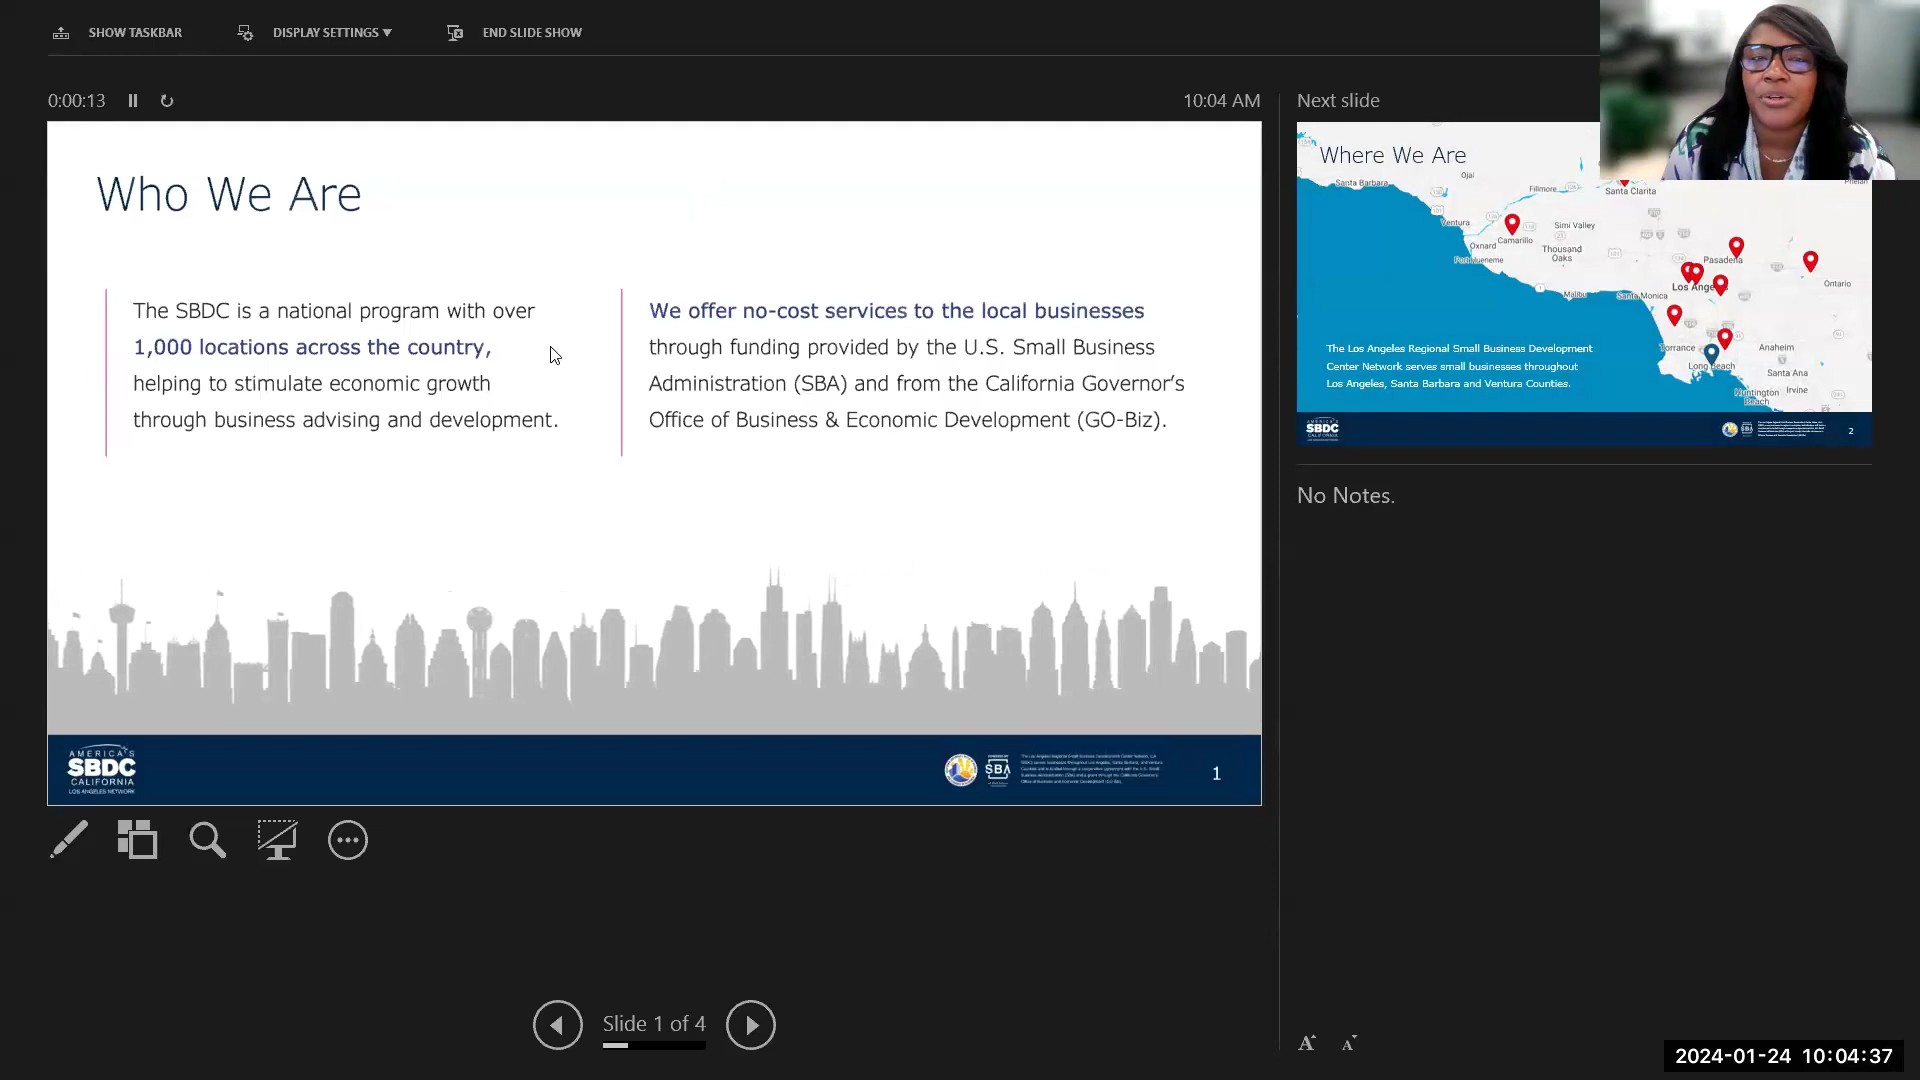 SHOW TASKBAR
DISPLAY SETTINGS
END SLIDE SHOW
0:00:13
10:04 AM
Next slide
Who We Are
The SBDC is a national program with over
1,000 locations across the country,
helping to stimulate economic growth
through business advising and development.
We offer no-cost services to the local businesses
through funding provided by the U.S. Small Business
Administration (SBA) and from the California Governor's
Office of Business & Economic Development (GO-Biz).
AMERICA'S
SBDC
CALIFORNIA
LOS ANGELES NETWORK
SBA
1
Where We Are
Ojai
Santa Barbara
Fillmore
Santa Clarita
Ventura
Simi Valley
Oxnard
Camarillo
Thousand
Oaks
Port Hueneme
Malibu
Santa Monica
Pasadena
Los Angeles
Ontario
Torrance
Anaheim
Long Beach
Santa Ana
Huntington
Beach
Irvine
The Los Angeles Regional Small Business Development
Center Network serves small businesses throughout
Los Angeles, Santa Barbara and Ventura Counties.
AMERICA'S
SBDC
CALIFORNIA
SBA
2
No Notes.
Slide 1 of 4
A A
2024-01-24 10:04:37